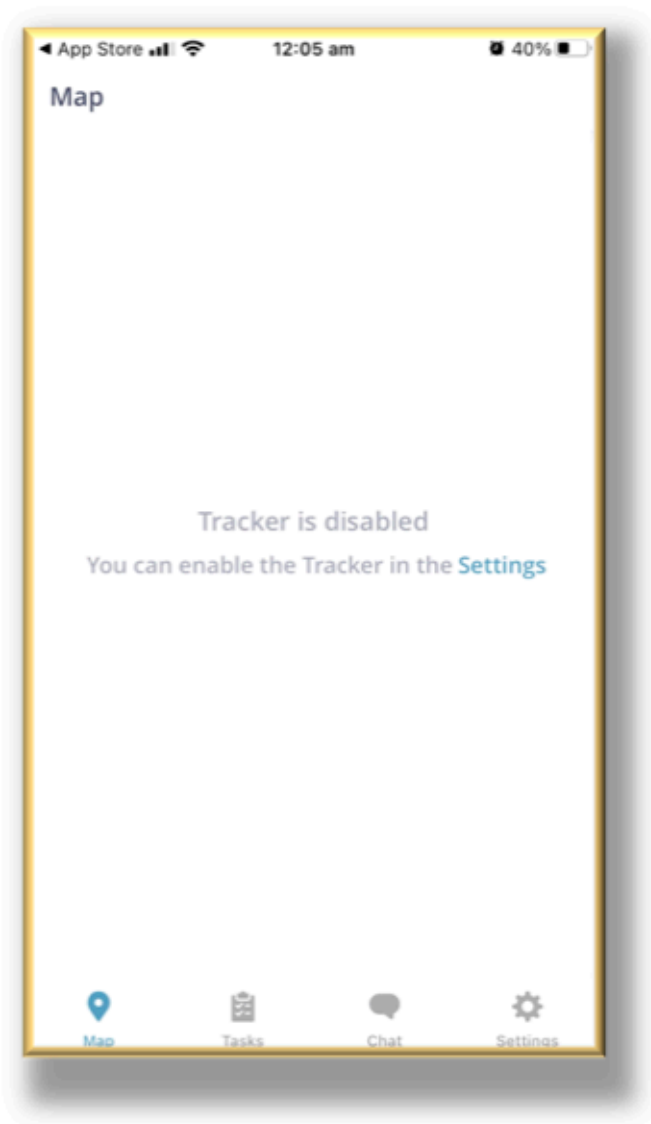 App Store 12:05 am 40%
Map
Tracker is disabled
You can enable the Tracker in the Settings
Map Tasks Chat Settings